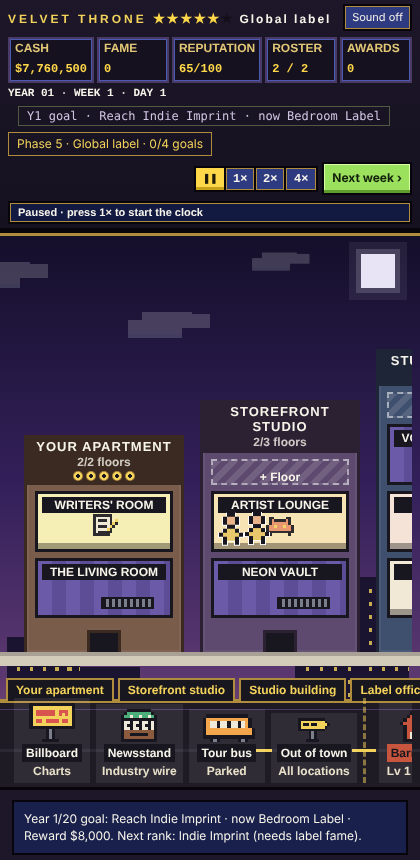 VELVET THRONE ★★★★★★ Global label
Sound off
CASH
$7,760,500
FAME
0
REPUTATION
65/100
ROSTER
2 / 2
AWARDS
0
YEAR 01 · WEEK 1 · DAY 1
Y1 goal · Reach Indie Imprint · now Bedroom Label
Phase 5 · Global label · 0/4 goals
1×
2×
4×
Next week ›
Paused · press 1× to start the clock
YOUR APARTMENT
2/2 floors
WRITERS' ROOM
THE LIVING ROOM
STOREFRONT
STUDIO
2/3 floors
+ Floor
ARTIST LOUNGE
NEON VAULT
Your apartment
Storefront studio
Studio building
Label offic
Billboard
Charts
Newsstand
Industry wire
Tour bus
Parked
Out of town
All locations
Bar
Lv 1
Year 1/20 goal: Reach Indie Imprint · now Bedroom Label ·
Reward $8,000. Next rank: Indie Imprint (needs label fame).